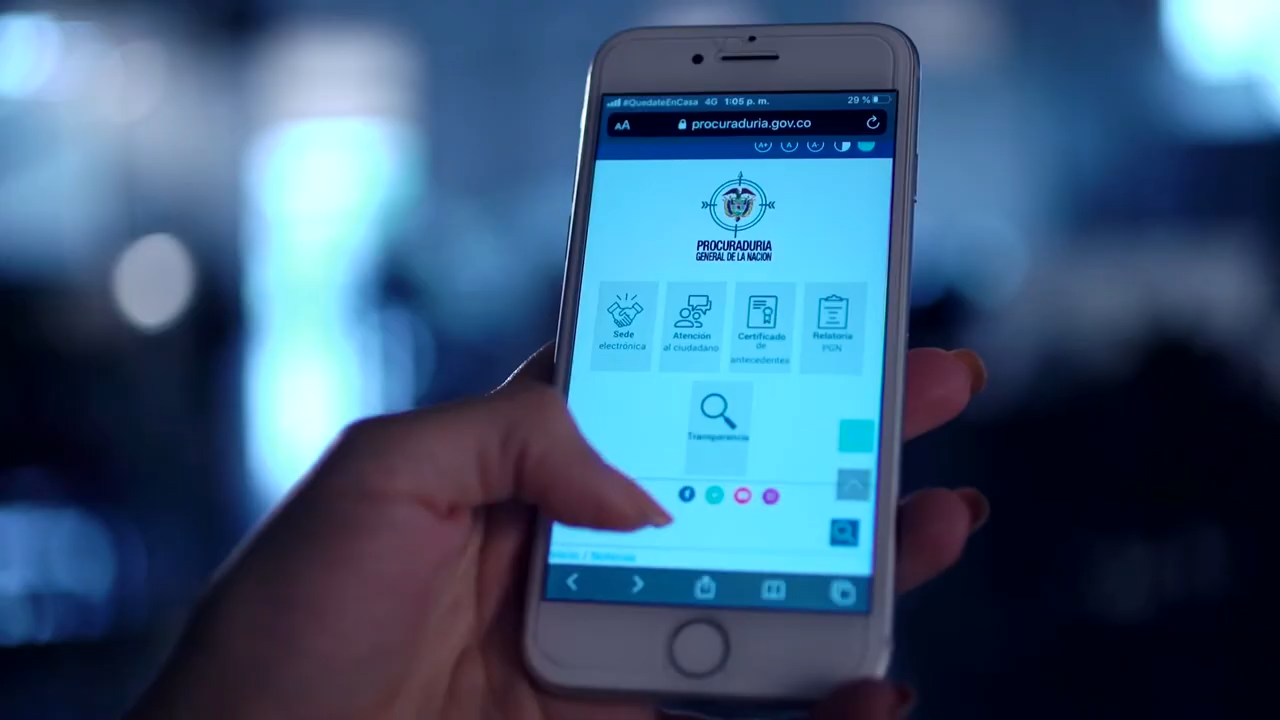 #QuedateEnCasa 4G 1:05 p. m. 29 %
AA procuraduria.gov.co
A+ A A-
PROCURADURIA
GENERAL DE LA NACION
Sede
electrónica
Atención
al ciudadano
Certificado
de
antecedentes
Relatoría
PGN
Transparencia
/ Noticias